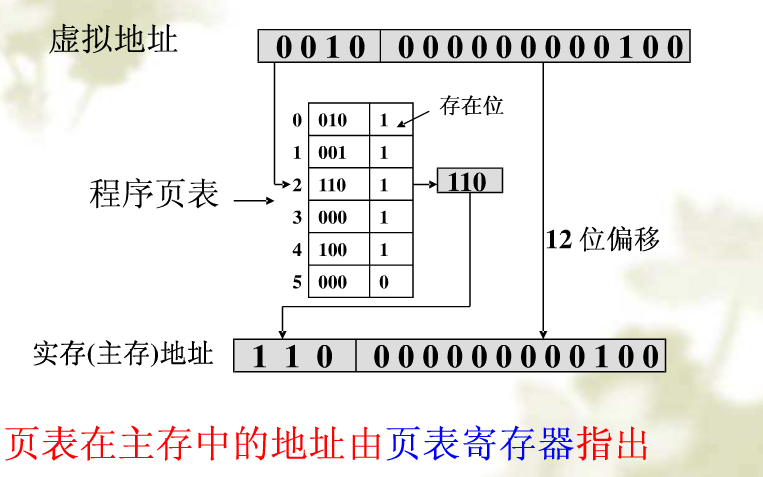 虚拟地址
0010 000000000100
存在位
0 010 1
1 001 1
2 110 1
3 000 1
4 100 1
5 000 0
110
程序页表
12 位偏移
实存(主存)地址
110 000000000100
页表在主存中的地址由页表寄存器指出